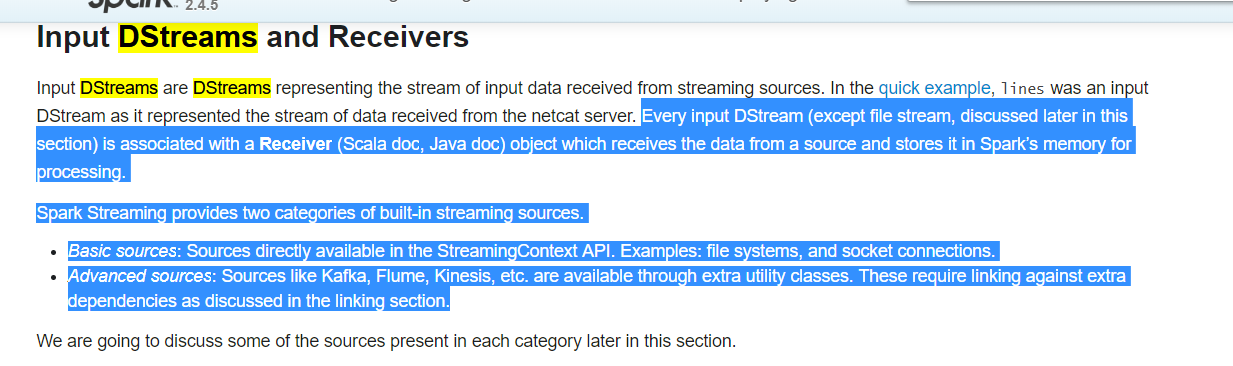 Spark 2.4.5
Input DStreams and Receivers
Input DStreams are DStreams representing the stream of input data received from streaming sources. In the quick example, lines was an input
DStream as it represented the stream of data received from the netcat server. Every input DStream (except file stream, discussed later in this
section) is associated with a Receiver (Scala doc, Java doc) object which receives the data from a source and stores it in Spark's memory for
processing.
Spark Streaming provides two categories of built-in streaming sources.
• Basic sources: Sources directly available in the StreamingContext API. Examples: file systems, and socket connections.
• Advanced sources: Sources like Kafka, Flume, Kinesis, etc. are available through extra utility classes. These require linking against extra
dependencies as discussed in the linking section.
We are going to discuss some of the sources present in each category later in this section.